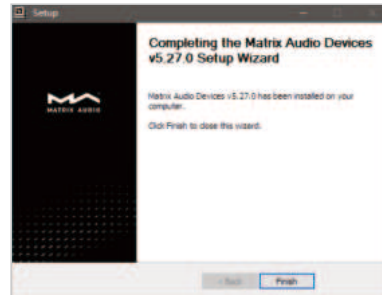 Setup
Completing the Matrix Audio Devices
v5.27.0 Setup Wizard
Matrix Audio Devices v5.27.0 has been installed on your
computer.
Click Finish to close this wizard.
MATRIX AUDIO
< Back
Finish